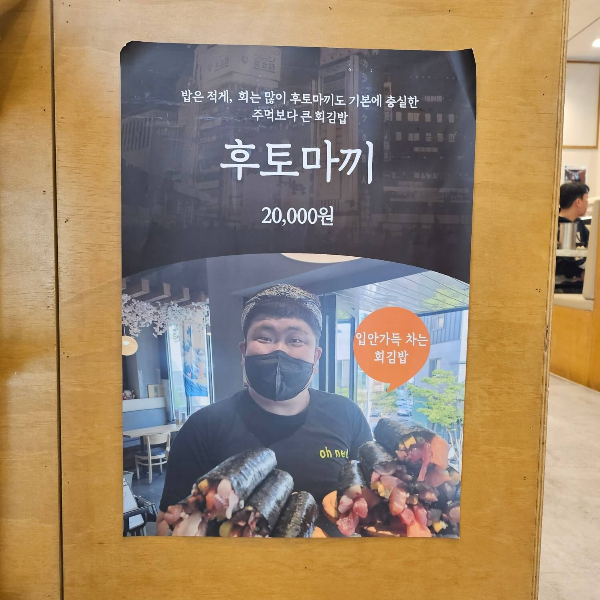 밥은 적게, 회는 많이 후토마끼도 기본에 충실한
주먹보다 큰 회김밥
후토마끼
20,000원
입안가득 차는
회김밥